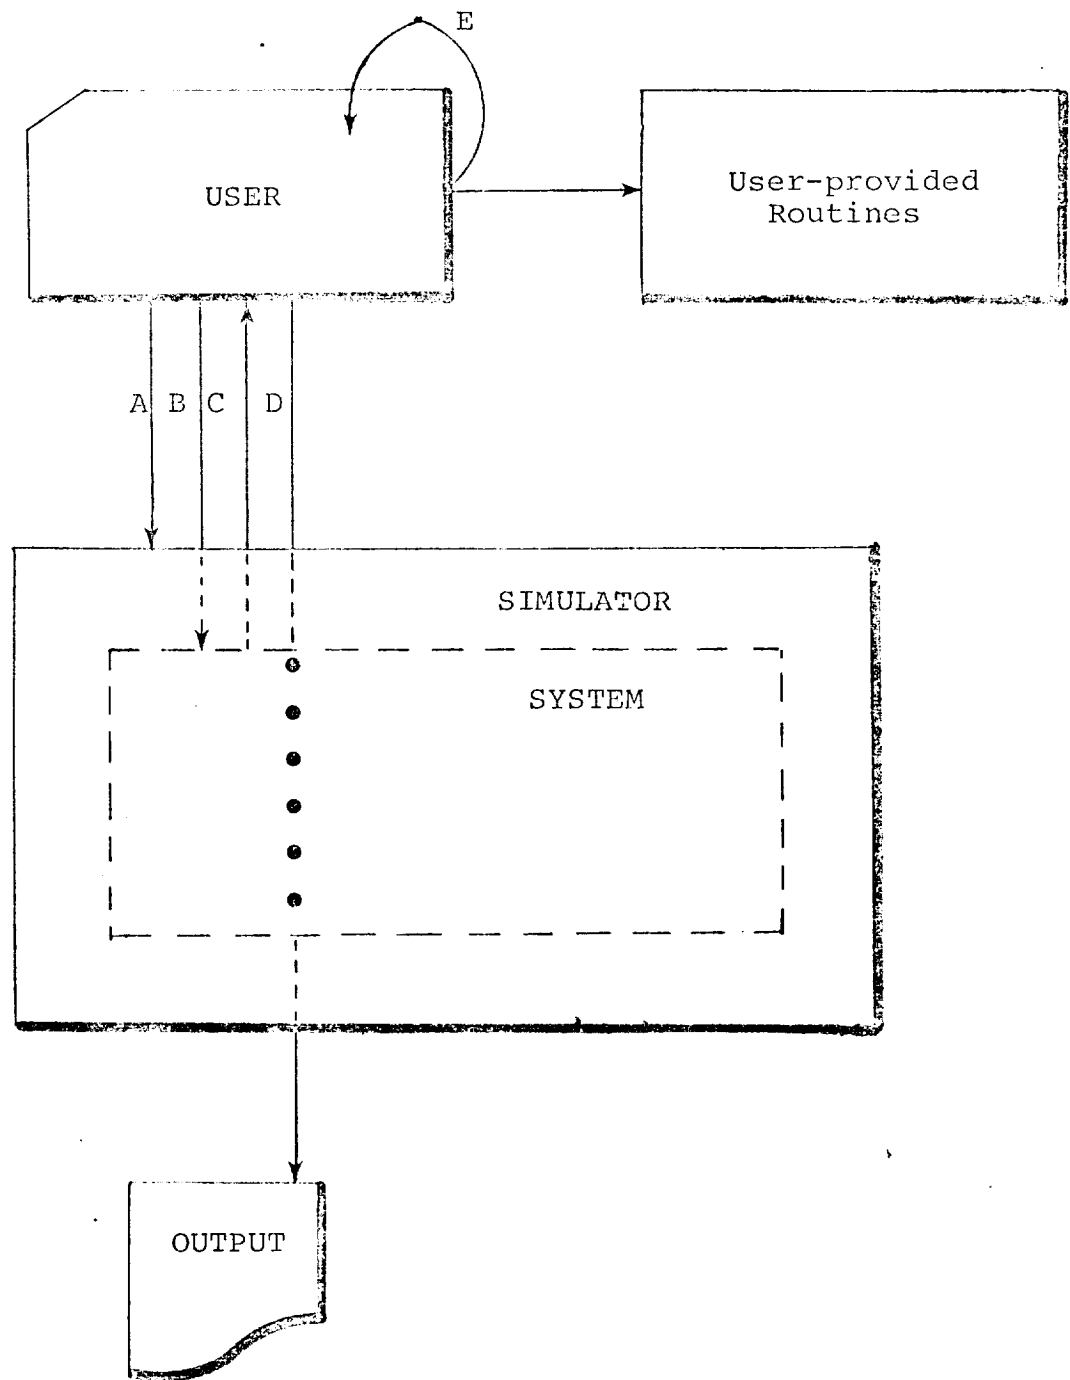 E
USER
User-provided
Routines
A B C D
SIMULATOR
SYSTEM
OUTPUT